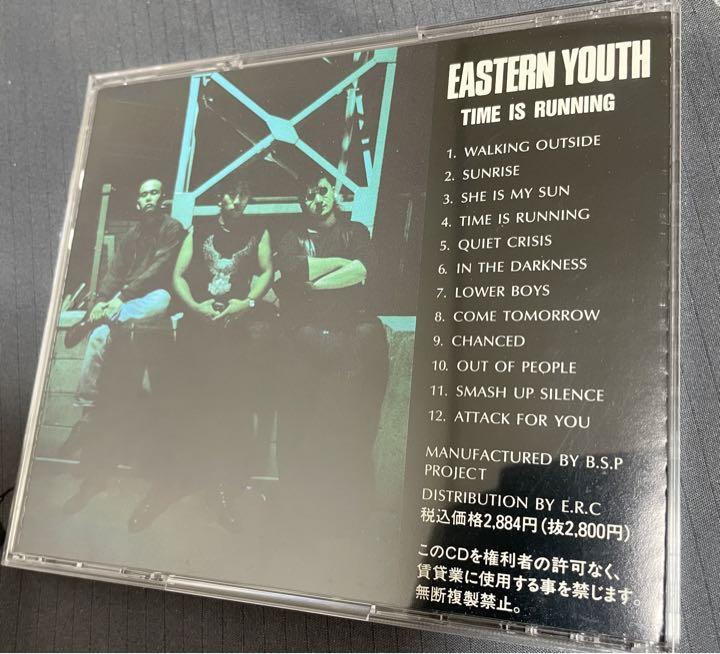 EASTERN YOUTH
TIME IS RUNNING
1. WALKING OUTSIDE
2. SUNRISE
3. SHE IS MY SUN
4. TIME IS RUNNING
5. QUIET CRISIS
6. IN THE DARKNESS
7. LOWER BOYS
8. COME TOMORROW
9. CHANCED
10. OUT OF PEOPLE
11. SMASH UP SILENCE
12. ATTACK FOR YOU
MANUFACTURED BY B.S.P
PROJECT
DISTRIBUTION BY E.R.C
税込価格2,884円(抜2,800円)
このCDを権利者の許可なく、
賃貸業に使用する事を禁じます。
無断複製禁止。